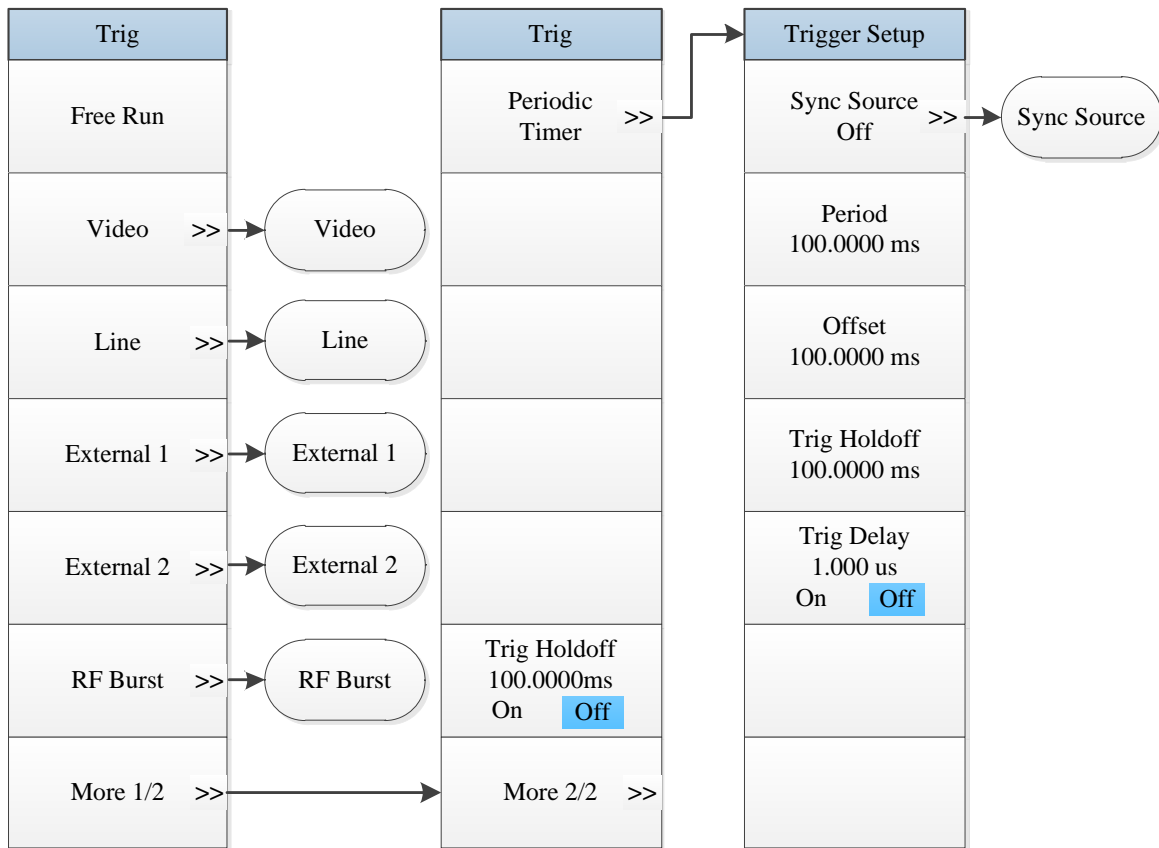 Trig
Free Run
Video >>
Video
Line >>
Line
External 1 >>
External 1
External 2 >>
External 2
RF Burst >>
RF Burst
More 1/2 >>
Trig
Periodic
Timer
>>
Trig Holdoff
100.0000ms
On Off
More 2/2 >>
Trigger Setup
Sync Source
Off
>>
Sync Source
Period
100.0000 ms
Offset
100.0000 ms
Trig Holdoff
100.0000 ms
Trig Delay
1.000 us
On Off